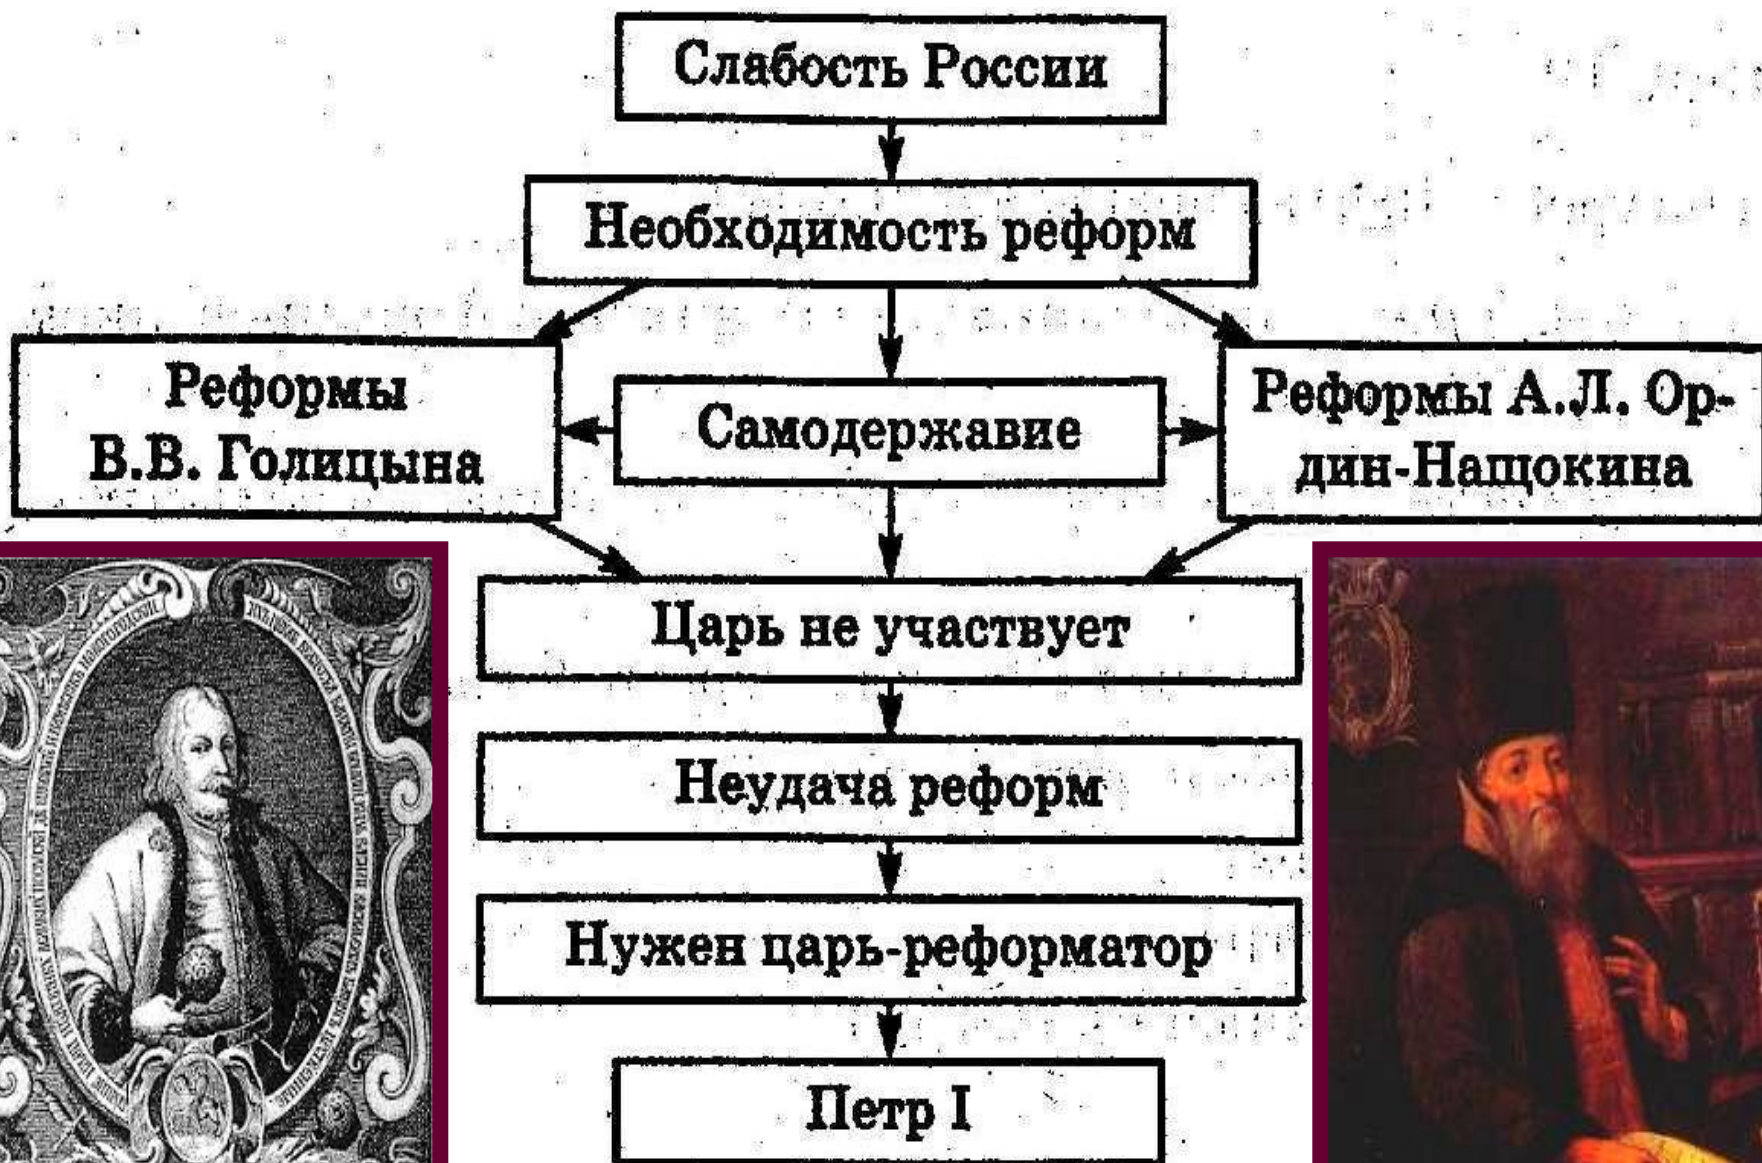 Слабость России
Необходимость реформ
Реформы
В.В. Голицына
Самодержавие
Реформы А.Л. Ор-
дин-Нащокина
Царь не участвует
Неудача реформ
Нужен царь-реформатор
Петр I